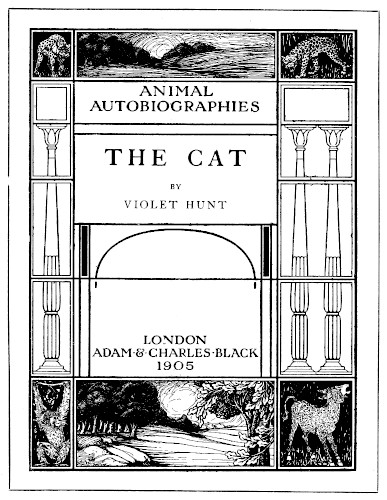 ANIMAL
AUTOBIOGRAPHIES
THE CAT
BY
VIOLET HUNT
LONDON
ADAM·&·CHARLES·BLACK
1905